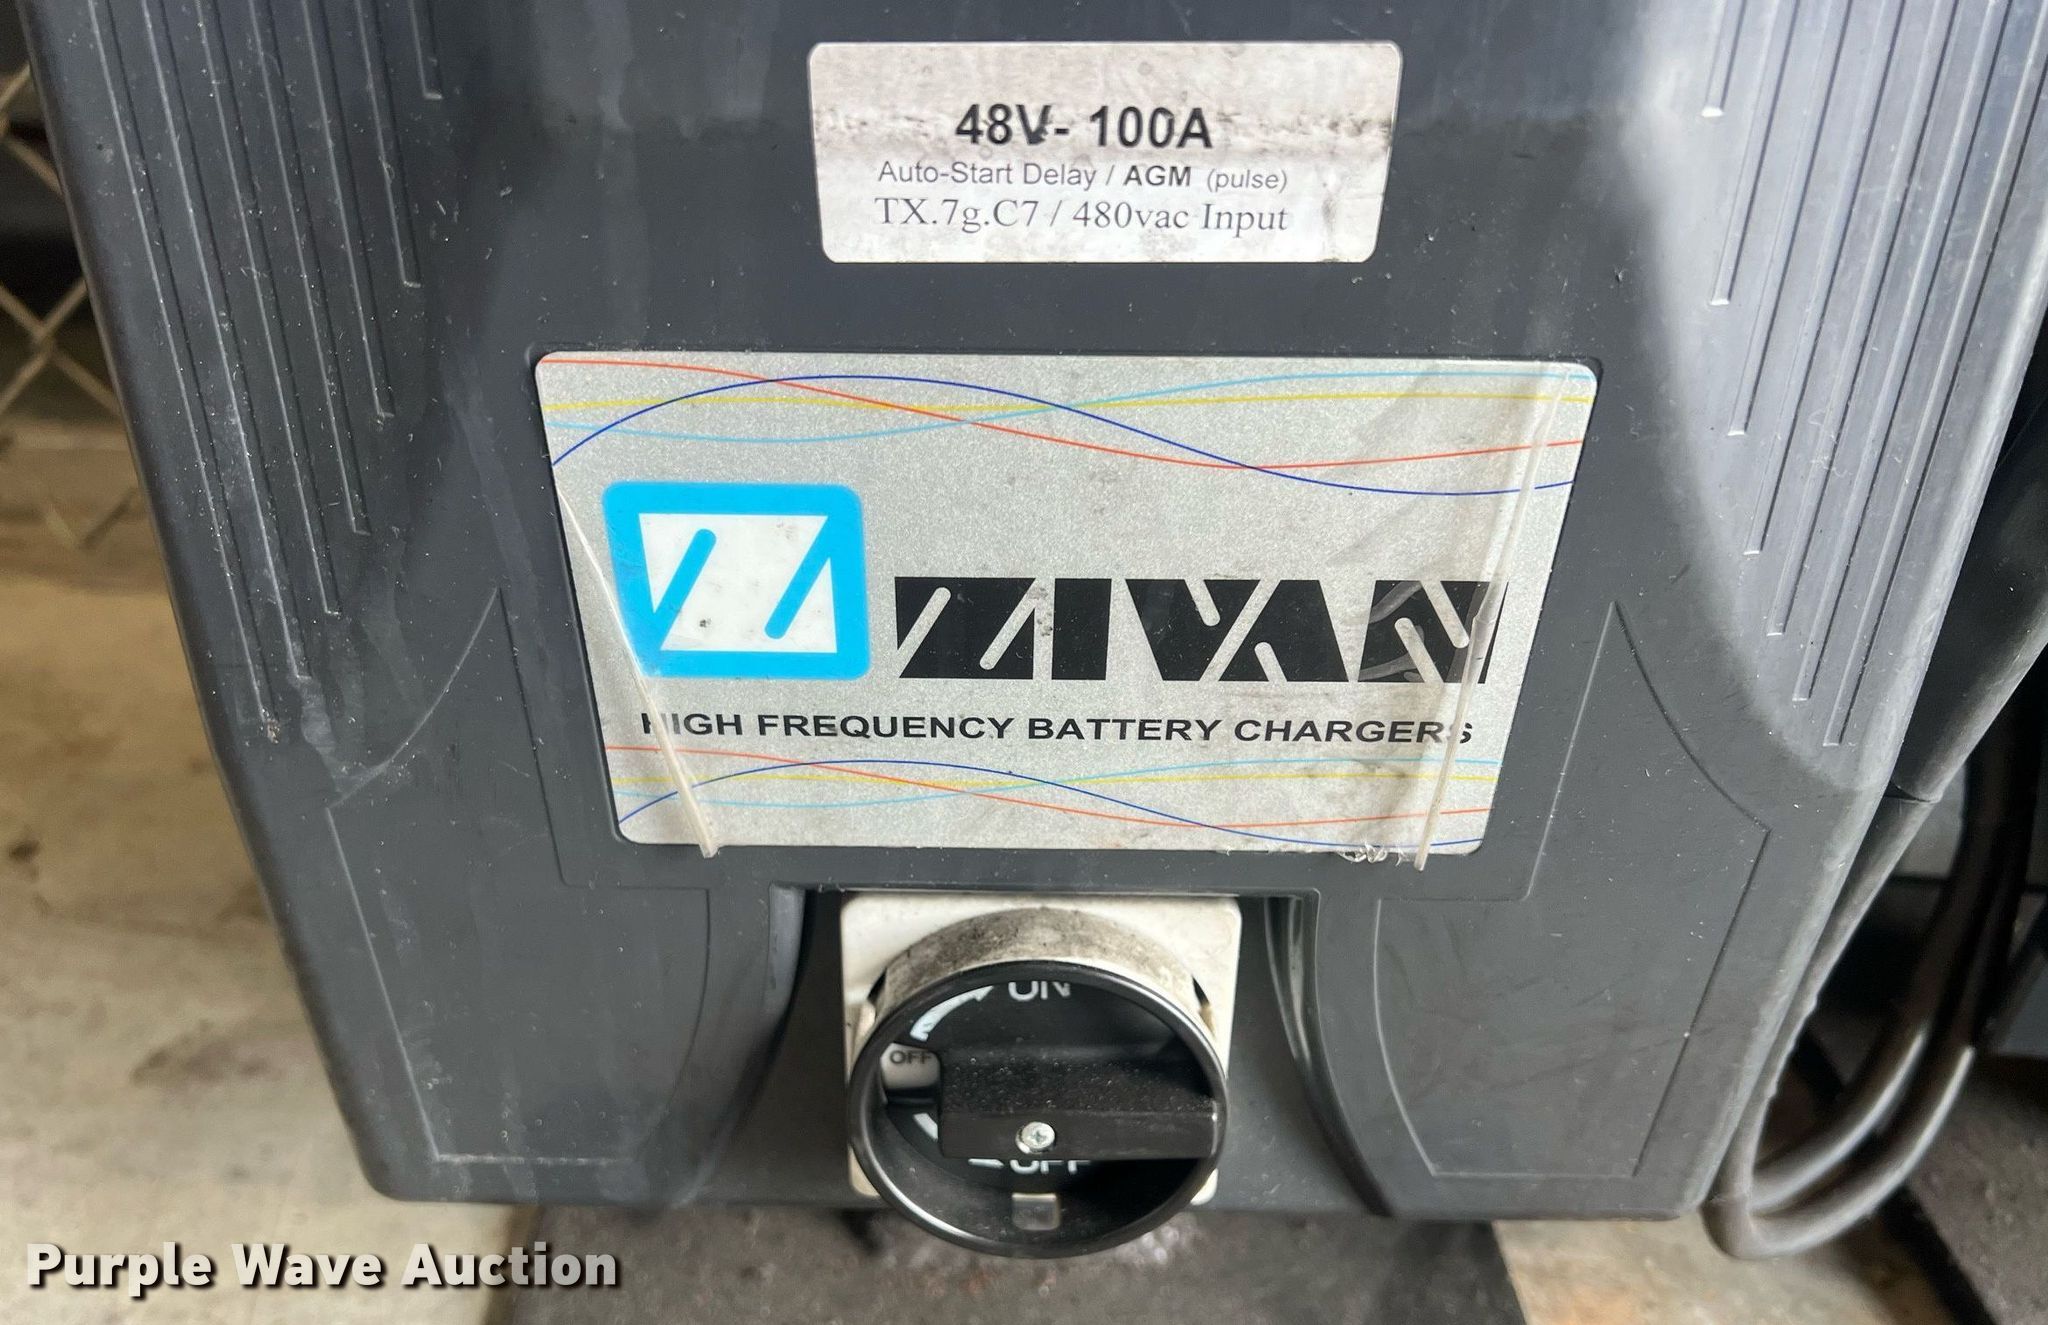 48V- 100A
Auto-Start Delay / AGM (pulse)
TX.7g.C7 / 480vac Input
ZIVAN
HIGH FREQUENCY BATTERY CHARGERS
ON
OFF
OFF
Purple Wave Auction